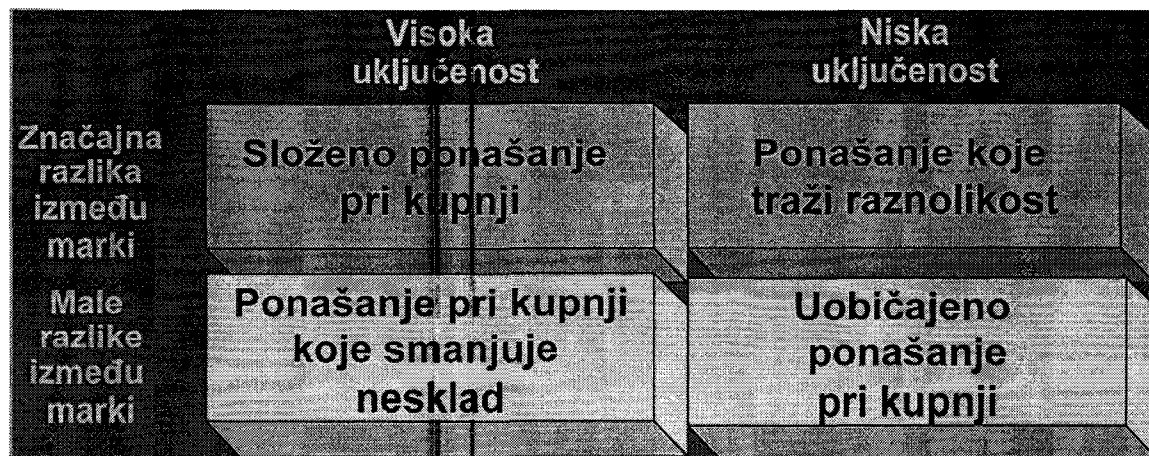 Visoka
uključenost
Niska
uključenost
Značajna
razlika
između
marki
Složeno ponašanje
pri kupnji
Ponašanje koje
traži raznolikost
Male
razlike
između
marki
Ponašanje pri kupnji
koje smanjuje
nesklad
Uobičajeno
ponašanje
pri kupnji